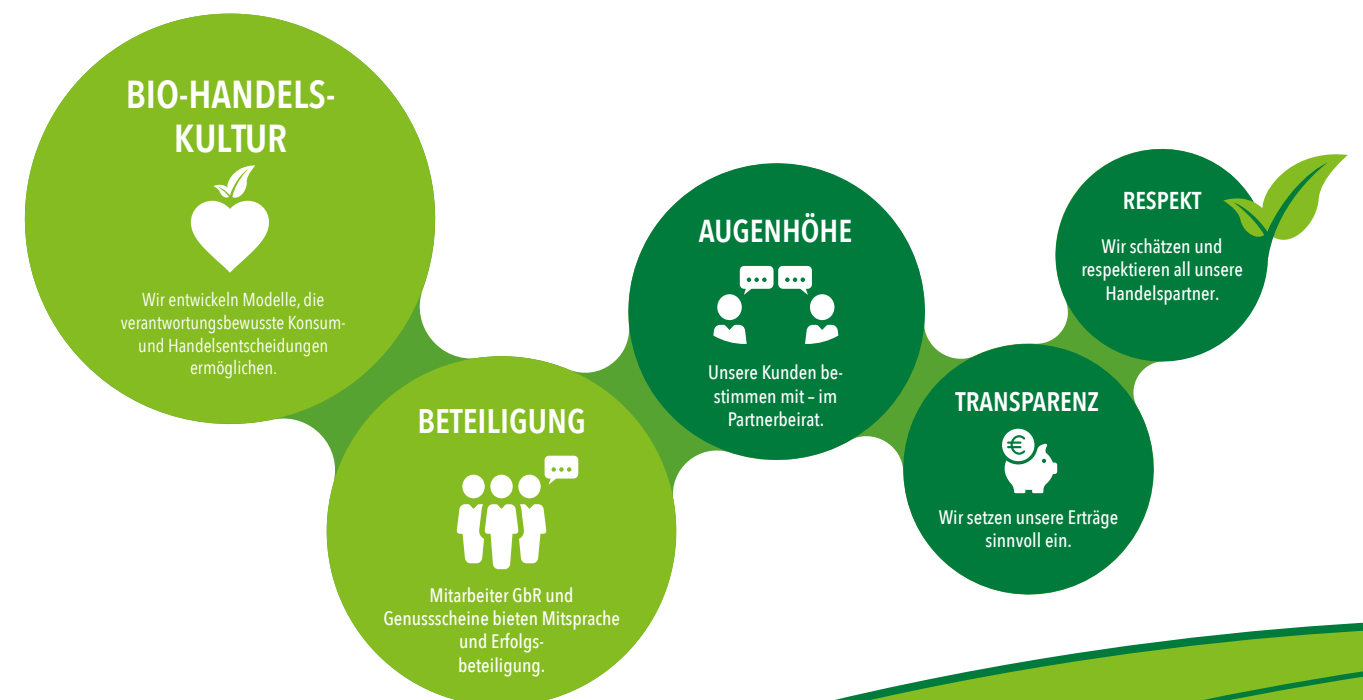 BIO-HANDELS-
KULTUR
Wir entwickeln Modelle, die
verantwortungsbewusste Konsum-
und Handelsentscheidungen
ermöglichen.
BETEILIGUNG
Mitarbeiter GbR und
Genussscheine bieten Mitsprache
und Erfolgs-
beteiligung.
AUGENHÖHE
Unsere Kunden be-
stimmen mit – im
Partnerbeirat.
TRANSPARENZ
€
Wir setzen unsere Erträge
sinnvoll ein.
RESPEKT
Wir schätzen und
respektieren all unsere
Handelspartner.